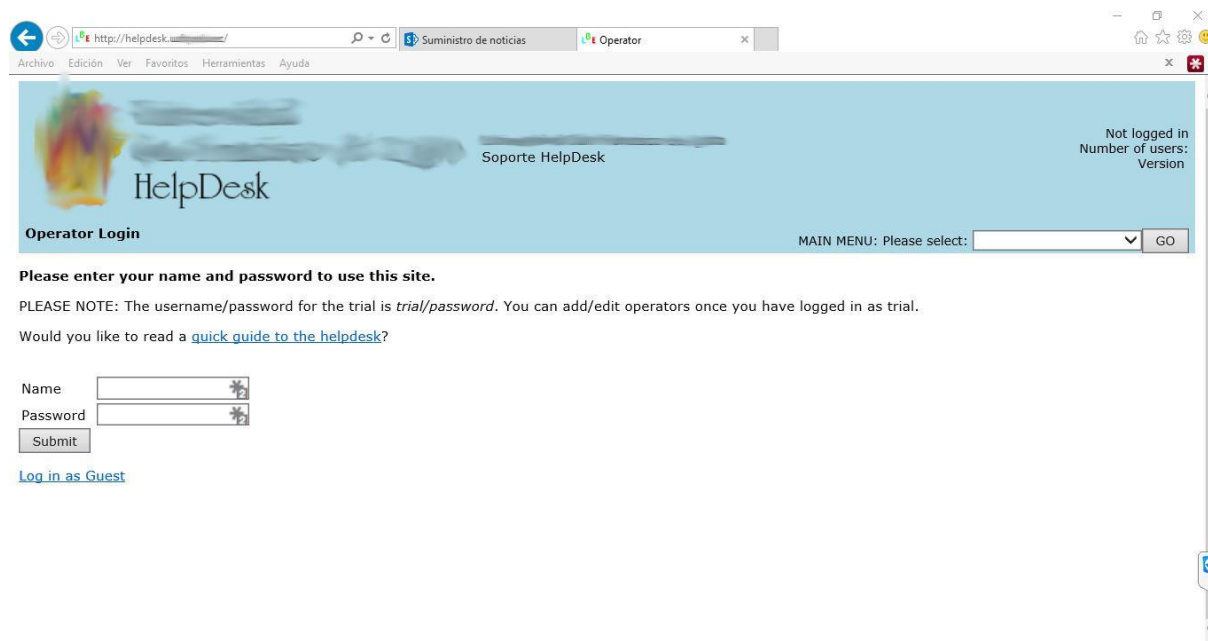 LBE http://helpdesk. /
Suministro de noticias
LBE Operator
Archivo Edición Ver Favoritos Herramientas Ayuda
Soporte HelpDesk
HelpDesk
Not logged in
Number of users:
Version
Operator Login
MAIN MENU: Please select:
GO
Please enter your name and password to use this site.
PLEASE NOTE: The username/password for the trial is trial/password. You can add/edit operators once you have logged in as trial.
Would you like to read a quick guide to the helpdesk?
Name
Password
Submit
Log in as Guest